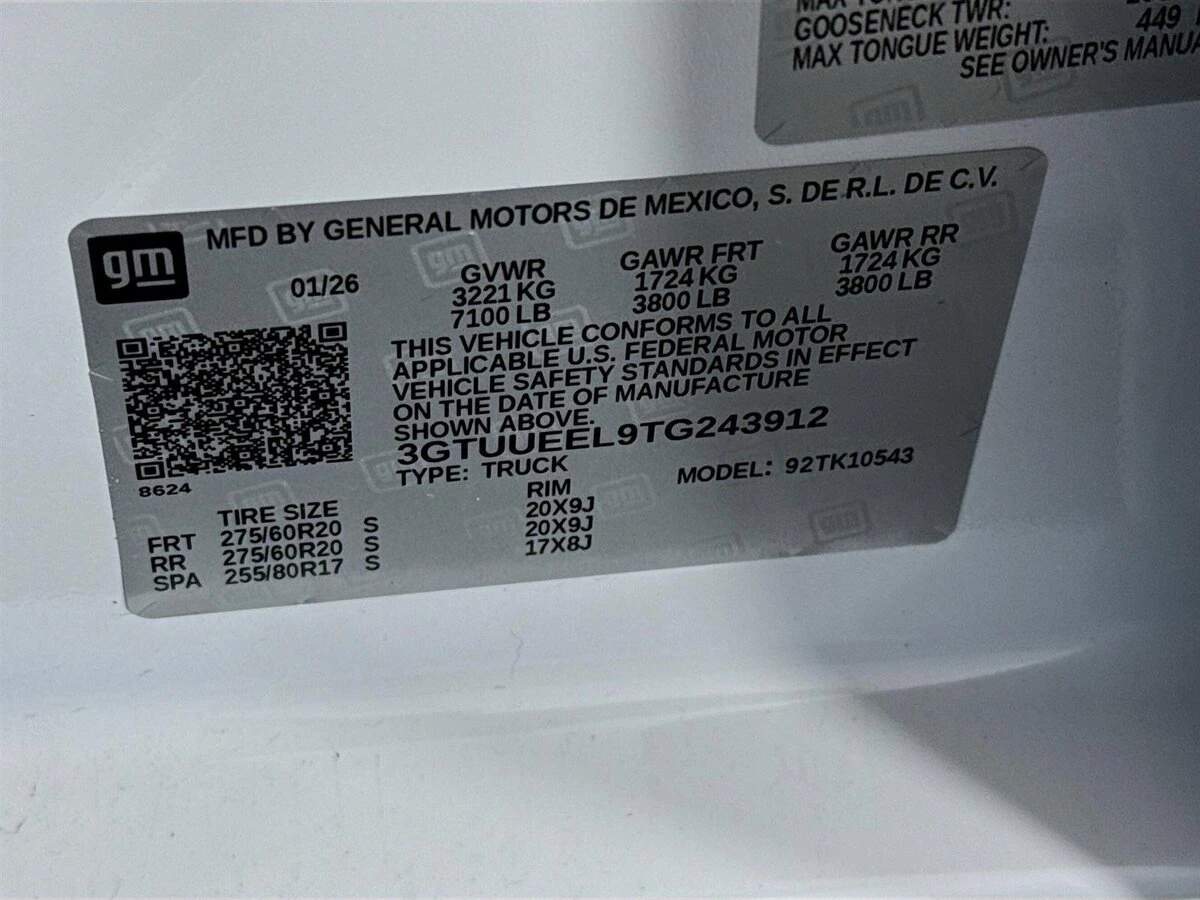 GOOSENECK TWR:
449
MAX TONGUE WEIGHT:
SEE OWNER'S
gm
MFD BY GENERAL MOTORS DE MEXICO, S. DE R.L. DE C.V.
01/26 GVWR GAWR FRT GAWR RR
3221 KG 1724 KG 1724 KG
7100 LB 3800 LB 3800 LB
THIS VEHICLE CONFORMS TO ALL
APPLICABLE U.S. FEDERAL MOTOR
VEHICLE SAFETY STANDARDS IN EFFECT
ON THE DATE OF MANUFACTURE
SHOWN ABOVE.
3GTUUEEL9TG243912
TYPE: TRUCK MODEL: 92TK10543
8624
TIRE SIZE RIM
FRT 275/60R20 S 20X9J
RR 275/60R20 S 20X9J
SPA 255/80R17 S 17X8J